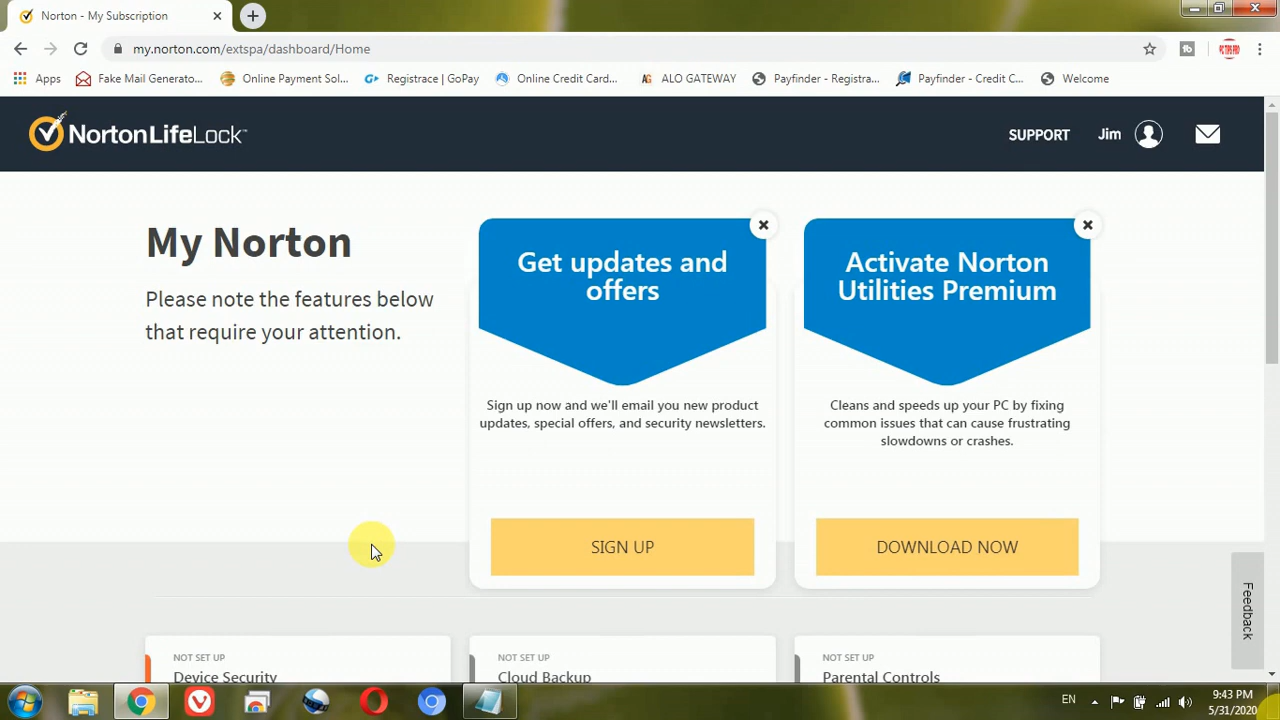 Norton - My Subscription
my.norton.com/extspa/dashboard/Home
Apps
Fake Mail Generato...
Online Payment Sol...
Registrace | GoPay
Online Credit Card...
AG ALO GATEWAY
Payfinder - Registra...
Payfinder - Credit C...
Welcome
NortonLifeLock
SUPPORT
Jim
My Norton
Please note the features below
that require your attention.
Get updates and
offers
Sign up now and we'll email you new product
updates, special offers, and security newsletters.
SIGN UP
Activate Norton
Utilities Premium
Cleans and speeds up your PC by fixing
common issues that can cause frustrating
slowdowns or crashes.
DOWNLOAD NOW
Feedback
NOT SET UP
Device Security
NOT SET UP
Cloud Backup
NOT SET UP
Parental Controls
EN
9:43 PM
5/31/2020